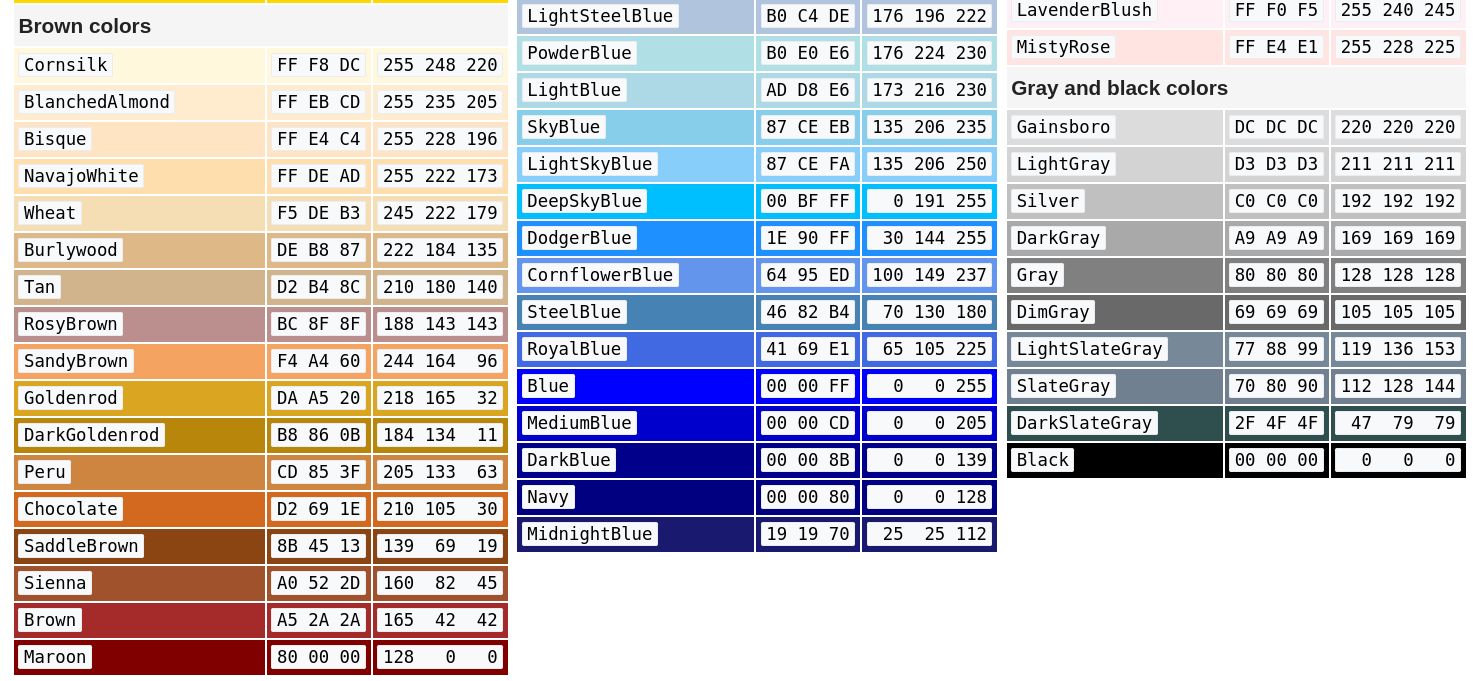 Brown colors
Cornsilk FF F8 DC 255 248 220
BlanchedAlmond FF EB CD 255 235 205
Bisque FF E4 C4 255 228 196
NavajoWhite FF DE AD 255 222 173
Wheat F5 DE B3 245 222 179
Burlywood DE B8 87 222 184 135
Tan D2 B4 8C 210 180 140
RosyBrown BC 8F 8F 188 143 143
SandyBrown F4 A4 60 244 164 96
Goldenrod DA A5 20 218 165 32
DarkGoldenrod B8 86 0B 184 134 11
Peru CD 85 3F 205 133 63
Chocolate D2 69 1E 210 105 30
SaddleBrown 8B 45 13 139 69 19
Sienna A0 52 2D 160 82 45
Brown A5 2A 2A 165 42 42
Maroon 80 00 00 128 0 0
LightSteelBlue B0 C4 DE 176 196 222
PowderBlue B0 E0 E6 176 224 230
LightBlue AD D8 E6 173 216 230
SkyBlue 87 CE EB 135 206 235
LightSkyBlue 87 CE FA 135 206 250
DeepSkyBlue 00 BF FF 0 191 255
DodgerBlue 1E 90 FF 30 144 255
CornflowerBlue 64 95 ED 100 149 237
SteelBlue 46 82 B4 70 130 180
RoyalBlue 41 69 E1 65 105 225
Blue 00 00 FF 0 0 255
MediumBlue 00 00 CD 0 0 205
DarkBlue 00 00 8B 0 0 139
Navy 00 00 80 0 0 128
MidnightBlue 19 19 70 25 25 112
LavenderBlush FF F0 F5 255 240 245
MistyRose FF E4 E1 255 228 225
Gray and black colors
Gainsboro DC DC DC 220 220 220
LightGray D3 D3 D3 211 211 211
Silver C0 C0 C0 192 192 192
DarkGray A9 A9 A9 169 169 169
Gray 80 80 80 128 128 128
DimGray 69 69 69 105 105 105
LightSlateGray 77 88 99 119 136 153
SlateGray 70 80 90 112 128 144
DarkSlateGray 2F 4F 4F 47 79 79
Black 00 00 00 0 0 0